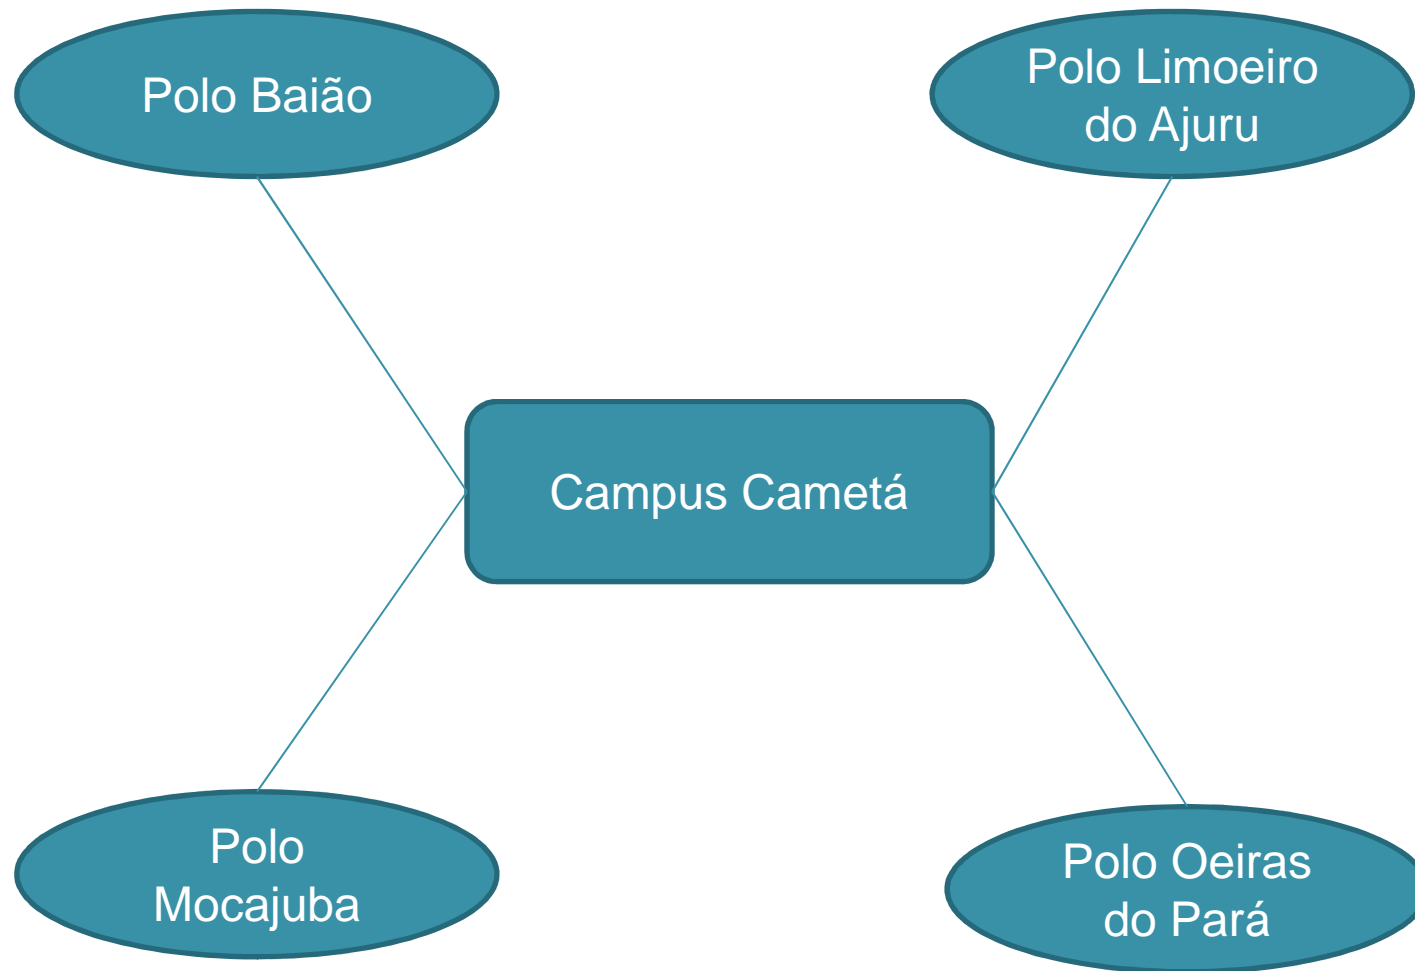 Polo Baião
Polo Limoeiro
do Ajuru
Campus Cametá
Polo
Mocajuba
Polo Oeiras
do Pará